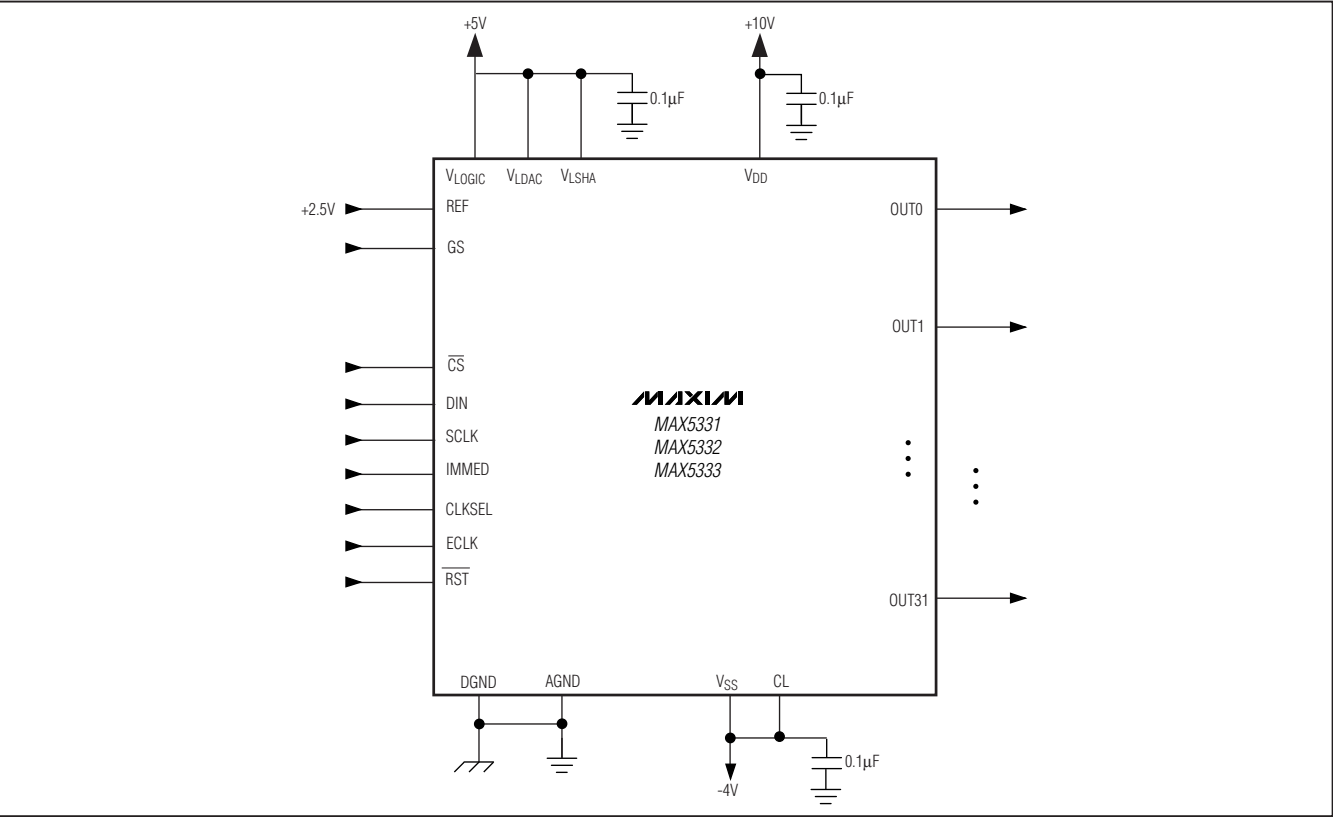 +5V
+10V
0.1μF
0.1μF
VLOGIC
VLDAC
VLSHA
VDD
+2.5V
REF
OUT0
GS
OUT1
CS
DIN
SCLK
IMMED
CLKSEL
ECLK
RST
MAXIM
MAX5331
MAX5332
MAX5333
OUT31
DGND
AGND
VSS
CL
0.1μF
-4V